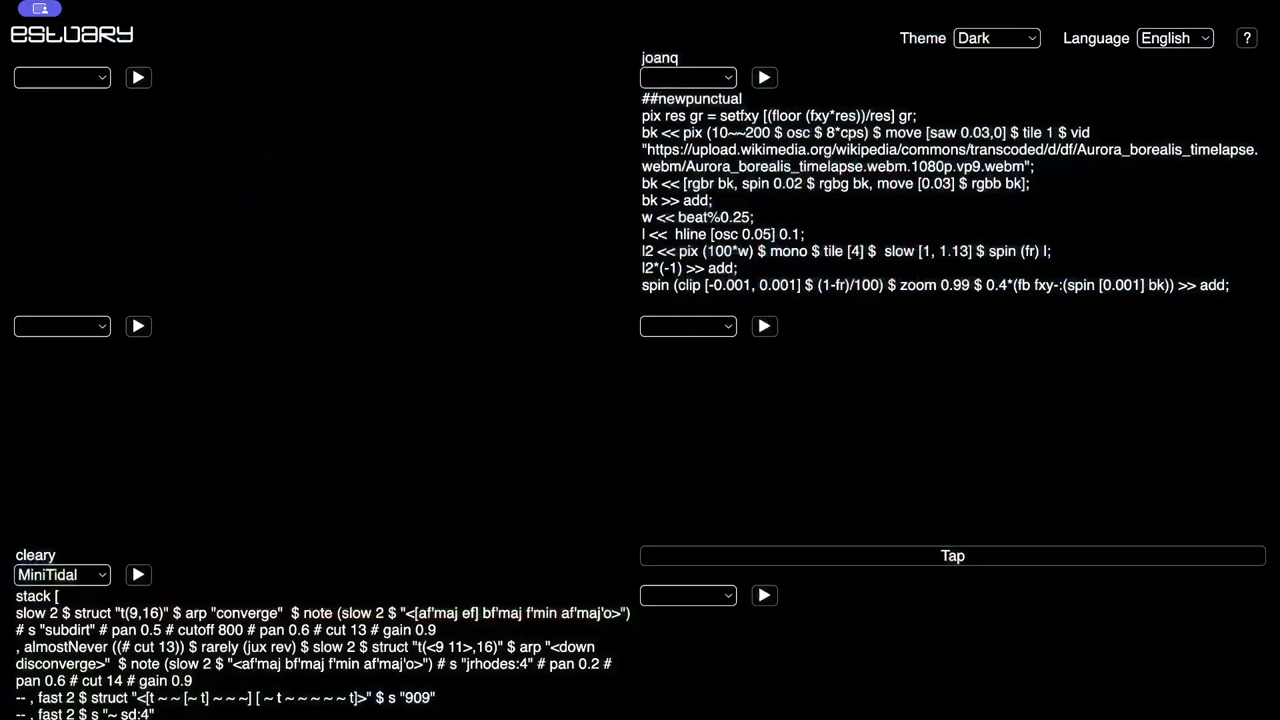 estuary
Theme Dark Language English ?
joanq
##newpunctual
pix res gr = setfxy [(floor (fxy*res))/res] gr;
bk << pix (10~~200 $ osc $ 8*cps) $ move [saw 0.03,0] $ tile 1 $ vid
"https://upload.wikimedia.org/wikipedia/commons/transcoded/d/df/Aurora_borealis_timelapse.
webm/Aurora_borealis_timelapse.webm.1080p.vp9.webm";
bk << [rgbr bk, spin 0.02 $ rgbg bk, move [0.03] $ rgbb bk];
bk >> add;
w << beat%0.25;
l <<  hline [osc 0.05] 0.1;
l2 << pix (100*w) $ mono $ tile [4] $  slow [1, 1.13] $ spin (fr) l;
l2*(-1) >> add;
spin (clip [-0.001, 0.001] $ (1-fr)/100) $ zoom 0.99 $ 0.4*(fb fxy-:(spin [0.001] bk)) >> add;
cleary
MiniTidal
stack [
slow 2 $ struct "t(9,16)" $ arp "converge"  $ note (slow 2 $ "<[af'maj ef] bf'maj f'min af'maj'o>")
# s "subdirt" # pan 0.5 # cutoff 800 # pan 0.6 # cut 13 # gain 0.9
, almostNever ((# cut 13)) $ rarely (jux rev) $ slow 2 $ struct "t(<9 11>,16)" $ arp "<down
disconverge>"  $ note (slow 2 $ "<af'maj bf'maj f'min af'maj'o>") # s "jrhodes:4" # pan 0.2 #
pan 0.6 # cut 14 # gain 0.9
-- , fast 2 $ struct "<[t ~ ~ [~ t] ~ ~ ~] [ ~ t ~ ~ ~ ~ ~ t]>" $ s "909"
-- , fast 2 $ s "~ sd:4"
Tap